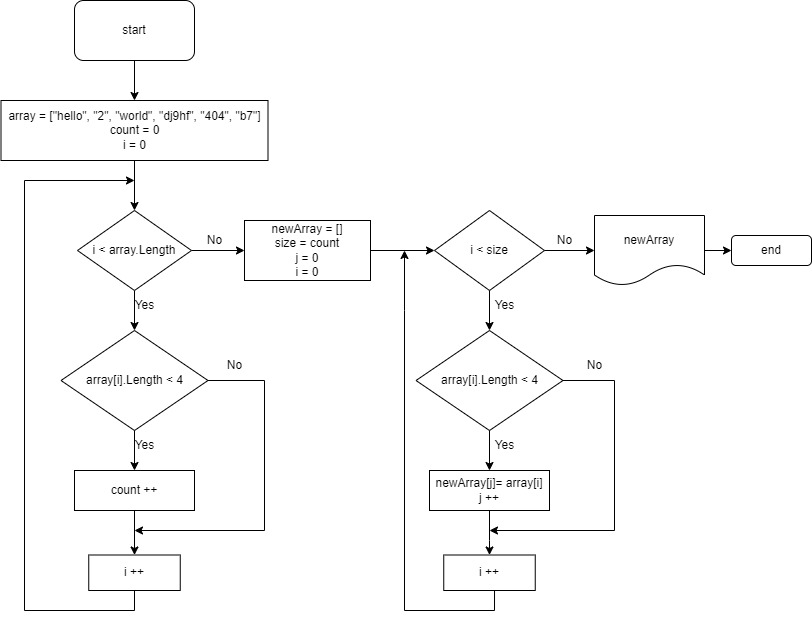 start
array = ["hello", "2", "world", "dj9hf", "404", "b7"]
count = 0
i = 0
i < array.Length
No
Yes
array[i].Length < 4
No
Yes
count ++
i ++
newArray = []
size = count
j = 0
i = 0
i < size
No
Yes
array[i].Length < 4
No
Yes
newArray[j]= array[i]
j ++
i ++
newArray
end